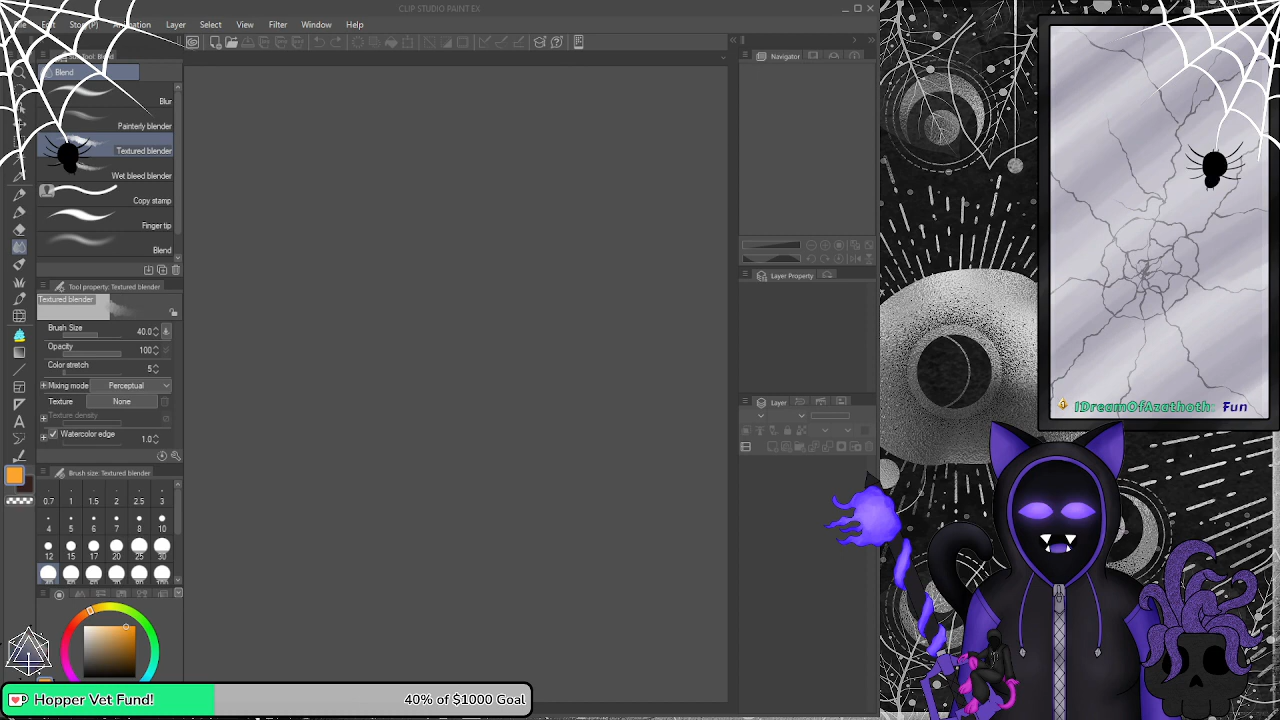 CLIP STUDIO PAINT EX
Layer
Select
View
Filter
Window
Help
Blend
Blur
Painterly blender
Textured blender
Wet bleed blender
Copy stamp
Finger tip
Blend
Tool property: Textured blender
Textured blender
Brush Size 40.0
Opacity 100
Color stretch 5
Mixing mode Perceptual
Texture None
Texture density
Watercolor edge 1.0
Brush size: Textured blender
0.7 1 1.5 2 2.5 3
4 5 6 7 8 10
12 15 17 20 25 30
Navigator
Layer Property
Layer
IDreamOfAzathoth: Fun
Hopper Vet Fund! 40% of $1000 Goal